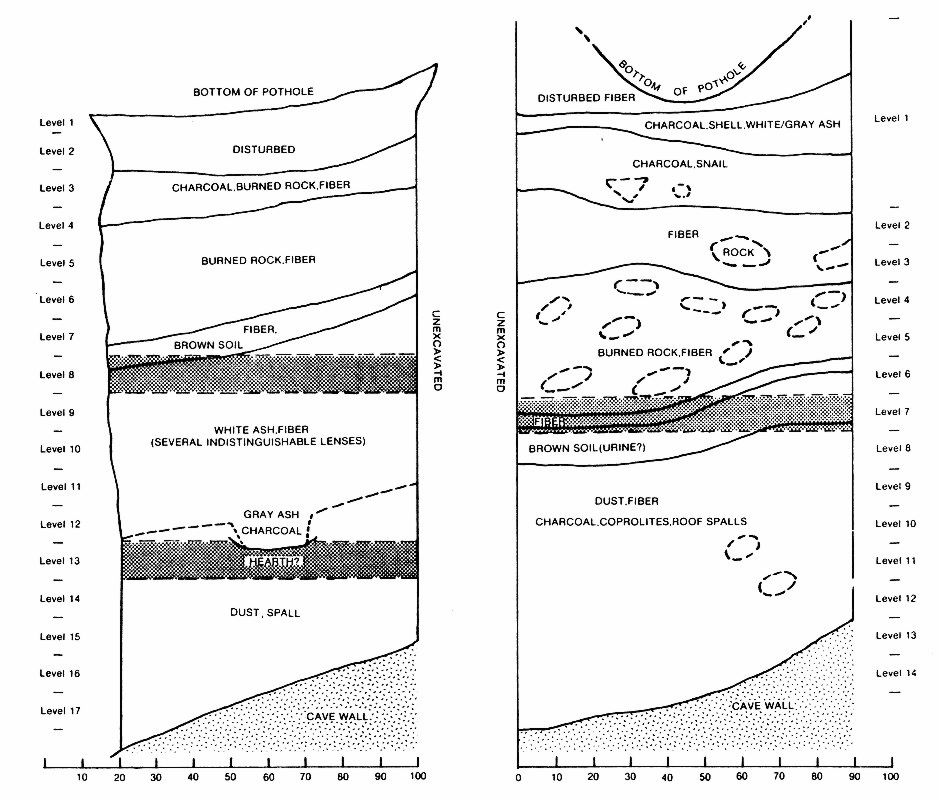 BOTTOM OF POTHOLE
Level 1
Level 2
DISTURBED
Level 3
CHARCOAL,BURNED ROCK,FIBER
Level 4
Level 5
BURNED ROCK,FIBER
Level 6
FIBER,
Level 7
BROWN SOIL
Level 8
Level 9
WHITE ASH,FIBER
(SEVERAL INDISTINGUISHABLE LENSES)
Level 10
Level 11
GRAY ASH
Level 12
CHARCOAL
Level 13
HEARTH?
Level 14
DUST, SPALL
Level 15
Level 16
CAVE WALL
Level 17
10 20 30 40 50 60 70 80 90 100
UNEXCAVATED
UNEXCAVATED
BOTTOM OF POTHOLE
DISTURBED FIBER
CHARCOAL,SHELL,WHITE/GRAY ASH
Level 1
CHARCOAL,SNAIL
FIBER
Level 2
ROCK
Level 3
Level 4
Level 5
BURNED ROCK,FIBER
Level 6
FIBER
Level 7
BROWN SOIL(URINE?)
Level 8
Level 9
DUST,FIBER
CHARCOAL,COPROLITES,ROOF SPALLS
Level 10
Level 11
Level 12
Level 13
Level 14
CAVE WALL
0 10 20 30 40 50 60 70 80 90 100